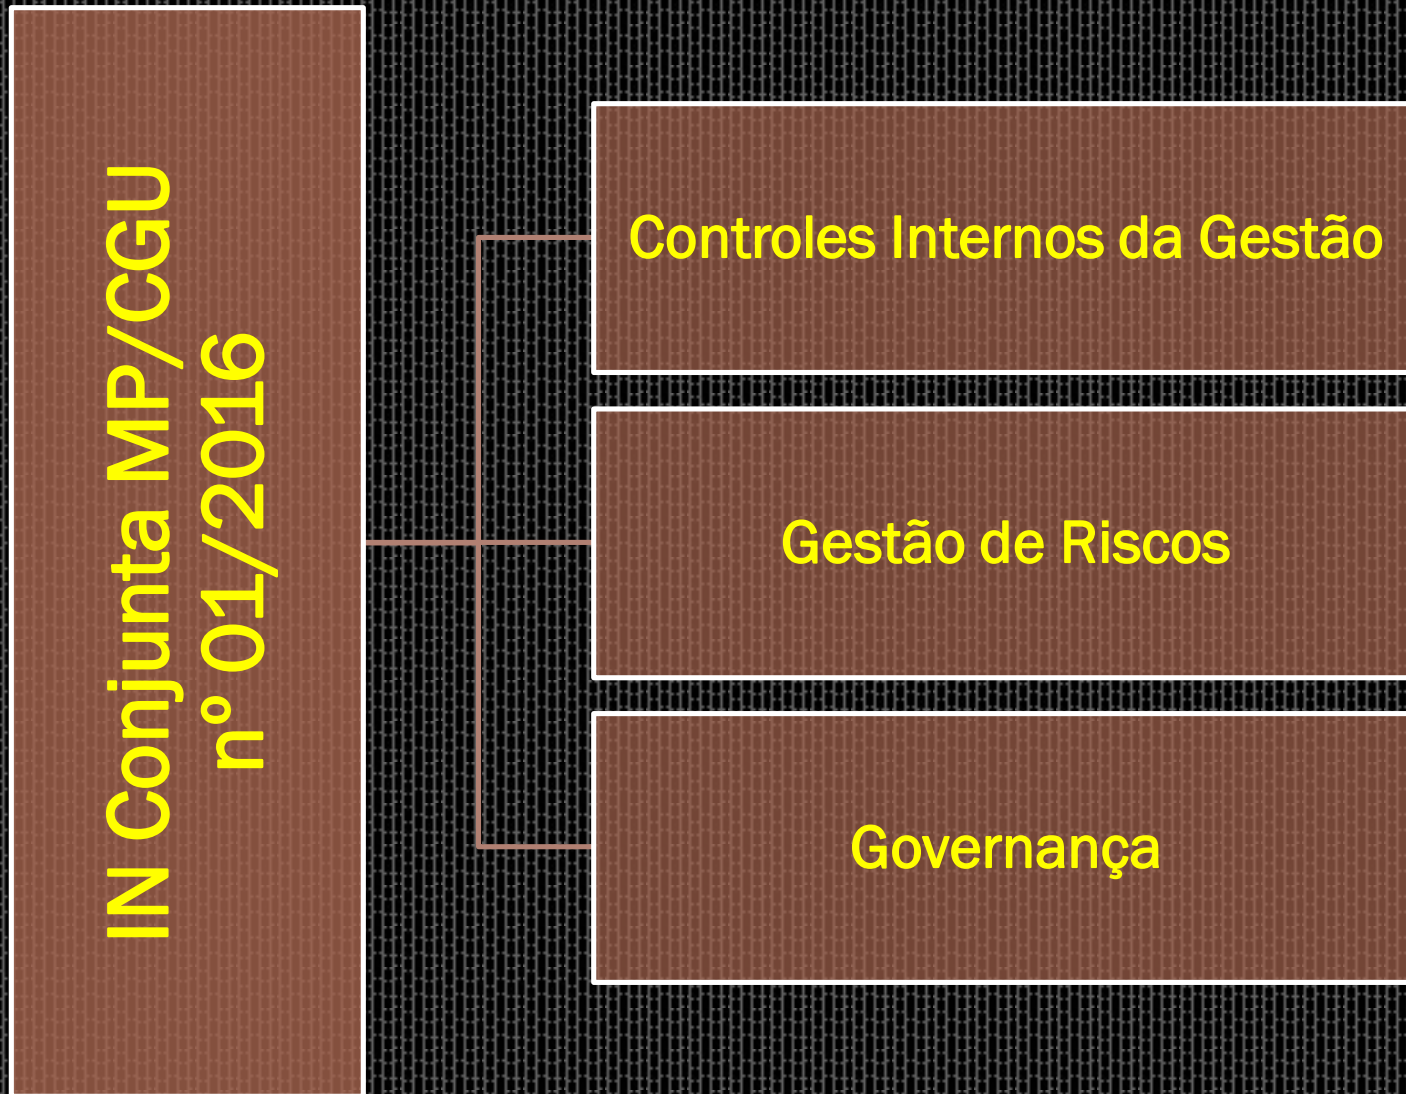 IN Conjunta MP/CGU
nº 01/2016
Controles Internos da Gestão
Gestão de Riscos
Governança